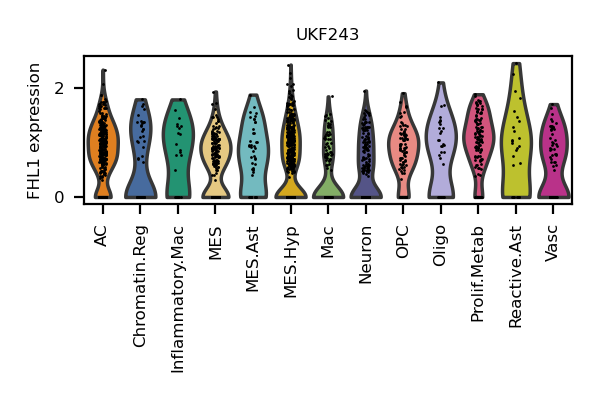 UKF243
FHL1 expression
2
0
AC
Chromatin.Reg
Inflammatory.Mac
MES
MES.Ast
MES.Hyp
Mac
Neuron
OPC
Oligo
Prolif.Metab
Reactive.Ast
Vasc